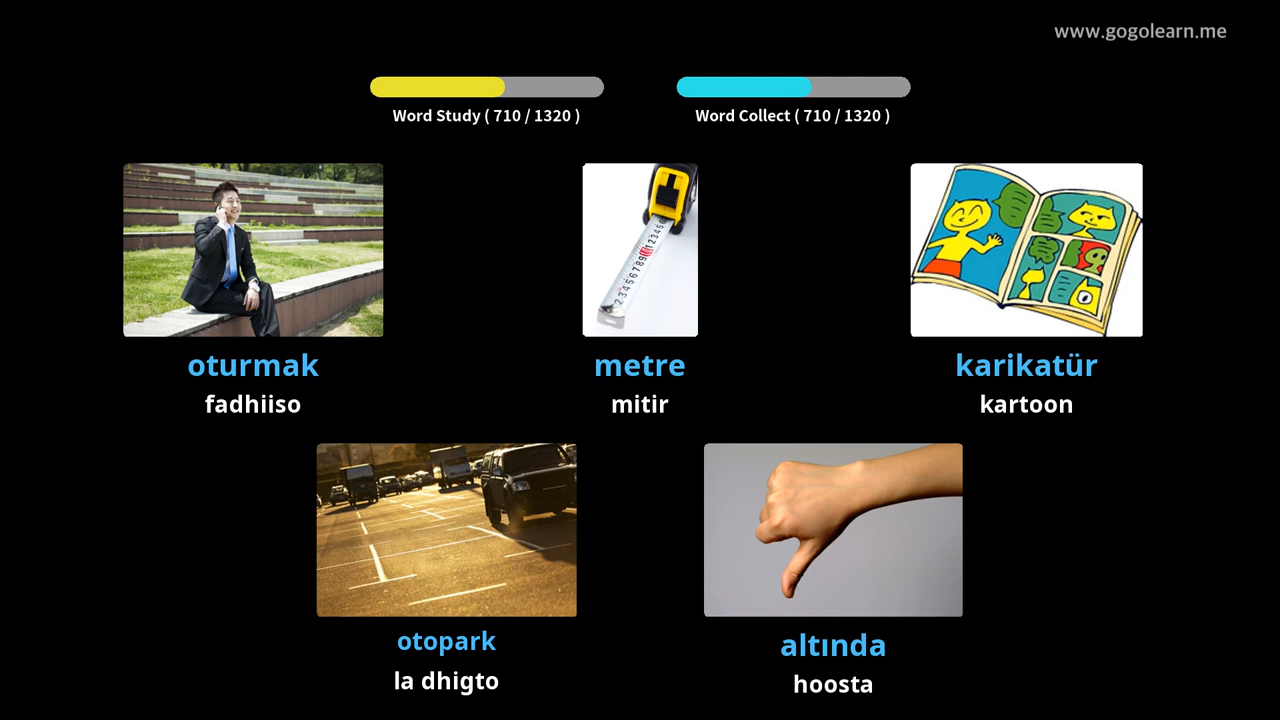 www.gogolearn.me
Word Study ( 710 / 1320 )
Word Collect ( 710 / 1320 )
oturmak
fadhiiso
metre
mitir
karikatür
kartoon
otopark
la dhigto
altında
hoosta